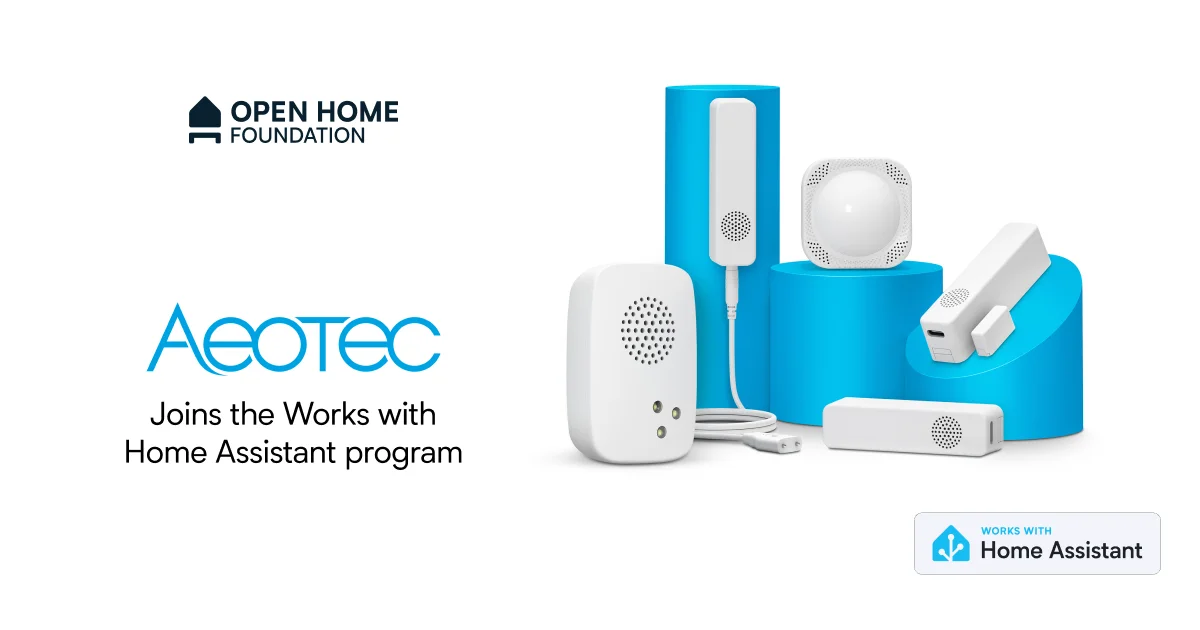 OPEN HOME
FOUNDATION
AEOTEC
Joins the Works with
Home Assistant program
WORKS WITH
Home Assistant